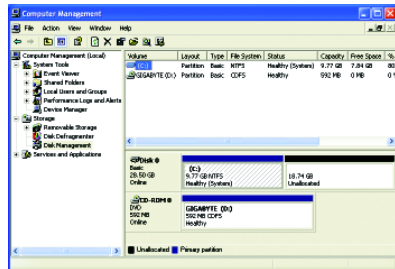 Computer Management
File Action View Window Help
Computer Management (Local)
System Tools
Event Viewer
Shared Folders
Local Users and Groups
Performance Logs and Alerts
Device Manager
Storage
Removable Storage
Disk Defragmenter
Disk Management
Services and Applications
Volume Layout Type File System Status Capacity Free Space %
(C:) Partition Basic NTFS Healthy (System) 9.77 GB 7.84 GB 80
GIGABYTE (D:) Partition Basic CDFS Healthy 592 MB 0 MB 0 %
Disk 0
Basic
28.50 GB
Online
(C:)
9.77 GB NTFS
Healthy (System)
18.74 GB
Unallocated
CD-ROM 0
DVD
592 MB
Online
GIGABYTE (D:)
592 MB CDFS
Healthy
Unallocated Primary partition